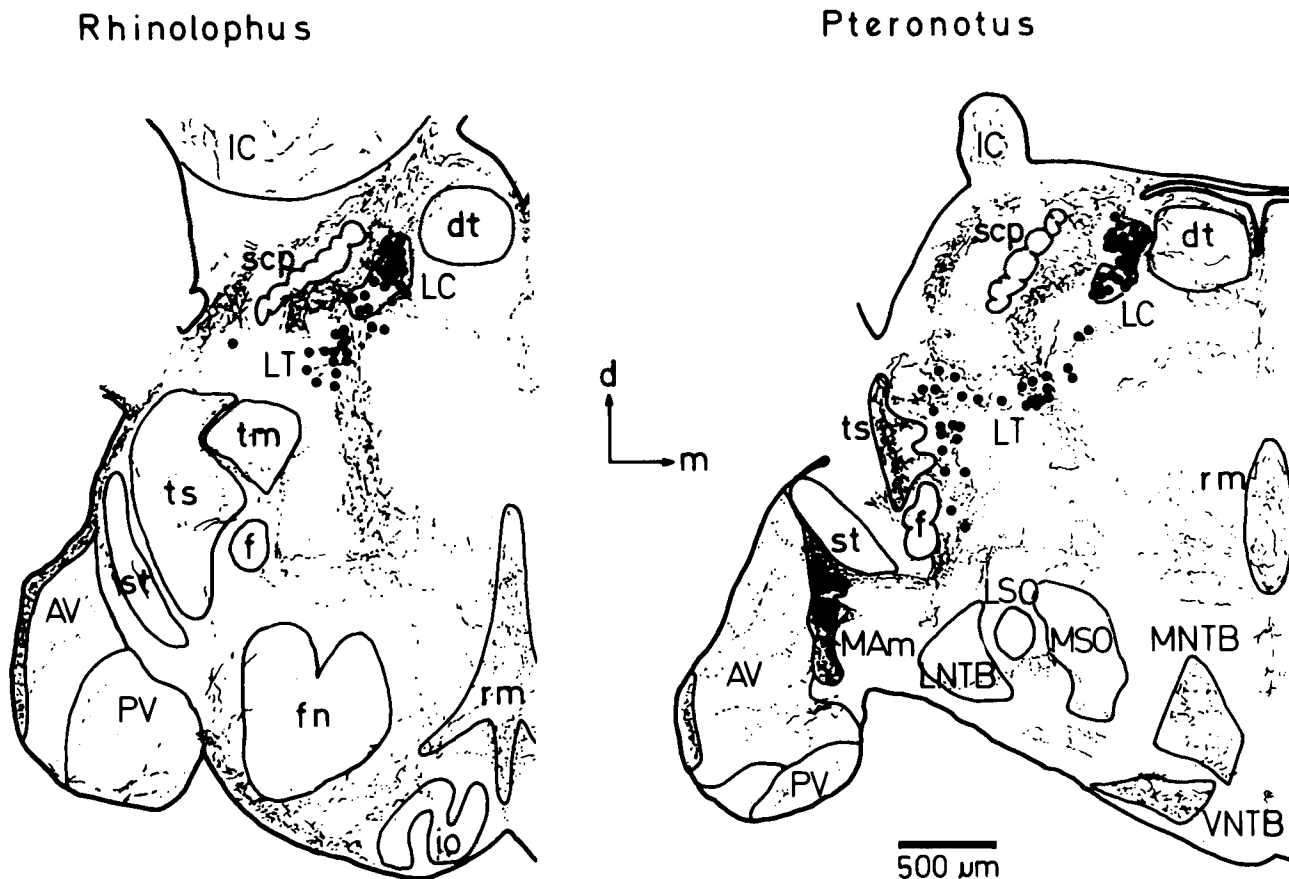 Rhinolophus
IC
dt
scp
LC
LT
tm
ts
f
st
AV
PV
fn
rm
io
d
m
Pteronotus
IC
scp
dt
LC
ts
LT
rm
f
st
LSO
MAm
MSO
MNTB
LNTB
AV
PV
VNTB
500 µm